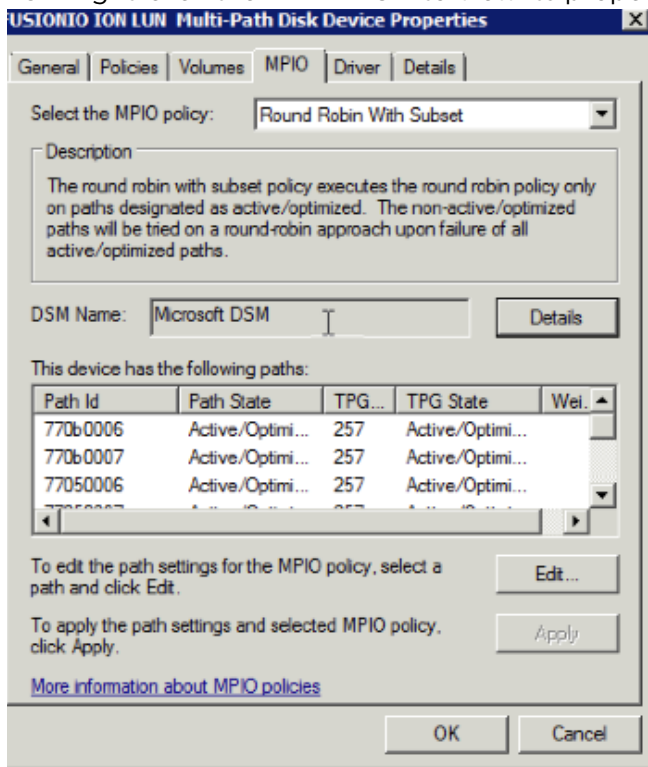 FUSIONIO ION LUN Multi-Path Disk Device Properties
General Policies Volumes MPIO Driver Details
Select the MPIO policy: Round Robin With Subset
Description
The round robin with subset policy executes the round robin policy only
on paths designated as active/optimized. The non-active/optimized
paths will be tried on a round-robin approach upon failure of all
active/optimized paths.
DSM Name: Microsoft DSM Details
This device has the following paths:
Path Id Path State TPG... TPG State Wei.
770b0006 Active/Optimi... 257 Active/Optimi...
770b0007 Active/Optimi... 257 Active/Optimi...
77050006 Active/Optimi... 257 Active/Optimi...
To edit the path settings for the MPIO policy, select a
path and click Edit.
Edit...
To apply the path settings and selected MPIO policy,
click Apply.
Apply
More information about MPIO policies
OK Cancel